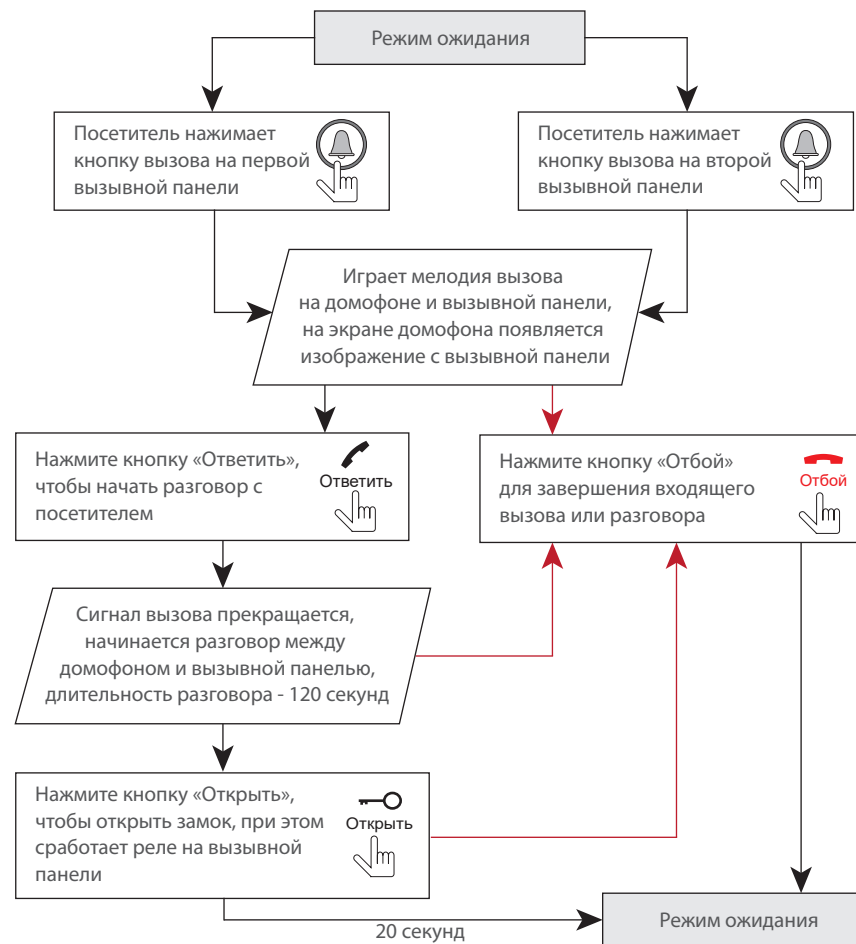 Режим ожидания
Посетитель нажимает
кнопку вызова на первой
вызывной панели
Посетитель нажимает
кнопку вызова на второй
вызывной панели
Играет мелодия вызова
на домофоне и вызывной панели,
на экране домофона появляется
изображение с вызывной панели
Нажмите кнопку «Ответить»,
чтобы начать разговор с
посетителем
Ответить
Нажмите кнопку «Отбой»
для завершения входящего
вызова или разговора
Отбой
Сигнал вызова прекращается,
начинается разговор между
домофоном и вызывной панелью,
длительность разговора - 120 секунд
Нажмите кнопку «Открыть»,
чтобы открыть замок, при этом
сработает реле на вызывной
панели
Открыть
20 секунд
Режим ожидания